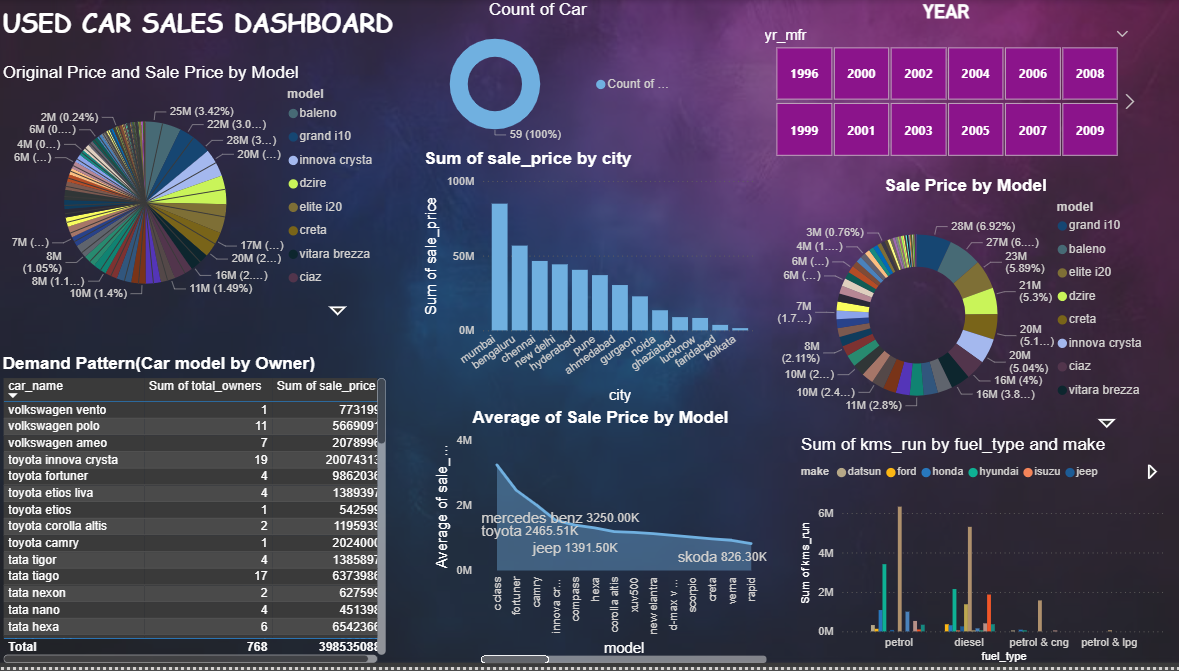 USED CAR SALES DASHBOARD
Original Price and Sale Price by Model
2M (0.24%)
6M (0....)
4M (0...)
6M (...)
7M (...)
8M
(1.05%)
8M (1.1...)
10M (1.4%)
25M (3.42%)
22M (3.0...)
28M (3...)
20M (...)
17M (...)
20M (2...)
16M (2....)
11M (1.49%)
model
baleno
grand i10
innova crysta
dzire
elite i20
creta
vitara brezza
ciaz
Demand Pattern(Car model by Owner)
car_name Sum of total_owners Sum of sale_price
volkswagen vento 1 773199
volkswagen polo 11 5669091
volkswagen ameo 7 2078996
toyota innova crysta 19 20074313
toyota fortuner 4 9862036
toyota etios liva 4 1389397
toyota etios 1 542599
toyota corolla altis 2 1195939
toyota camry 1 2024000
tata tigor 4 1385897
tata tiago 17 6373986
tata nexon 2 627599
tata nano 4 451398
tata hexa 6 6542366
Total 768 398535088
Count of Car
Count of ...
59 (100%)
Sum of sale_price by city
Sum of sale_price
100M
50M
0M
mumbai
bengaluru
chennai
new delhi
hyderabad
pune
ahmedabad
gurgaon
noida
ghaziabad
lucknow
faridabad
kolkata
city
Average of Sale Price by Model
Average of sale_...
4M
2M
0M
mercedes benz 3250.00K
toyota 2465.51K
jeep 1391.50K
skoda 826.30K
c class
fortuner
camry
innova cr...
compass
hexa
corolla altis
xuv500
new elantra
d-max v ...
scorpio
creta
verna
rapid
model
YEAR
yr_mfr
1996 2000 2002 2004 2006 2008
1999 2001 2003 2005 2007 2009
Sale Price by Model
3M (0.76%)
4M (1....)
6M (...)
6M (...)
7M
(1.7...)
8M
(2.11%)
10M (2...)
10M (2.4...)
11M (2.8%)
28M (6.92%)
27M (6....)
23M
(5.89%)
21M
(5.3%)
20M
(5.1...)
20M
(5.04%)
16M (4%)
16M (3.8...)
model
grand i10
baleno
elite i20
dzire
creta
innova crysta
ciaz
vitara brezza
Sum of kms_run by fuel_type and make
make datsun ford honda hyundai isuzu jeep
Sum of kms_run
6M
4M
2M
0M
petrol diesel petrol & cng petrol & lpg
fuel_type